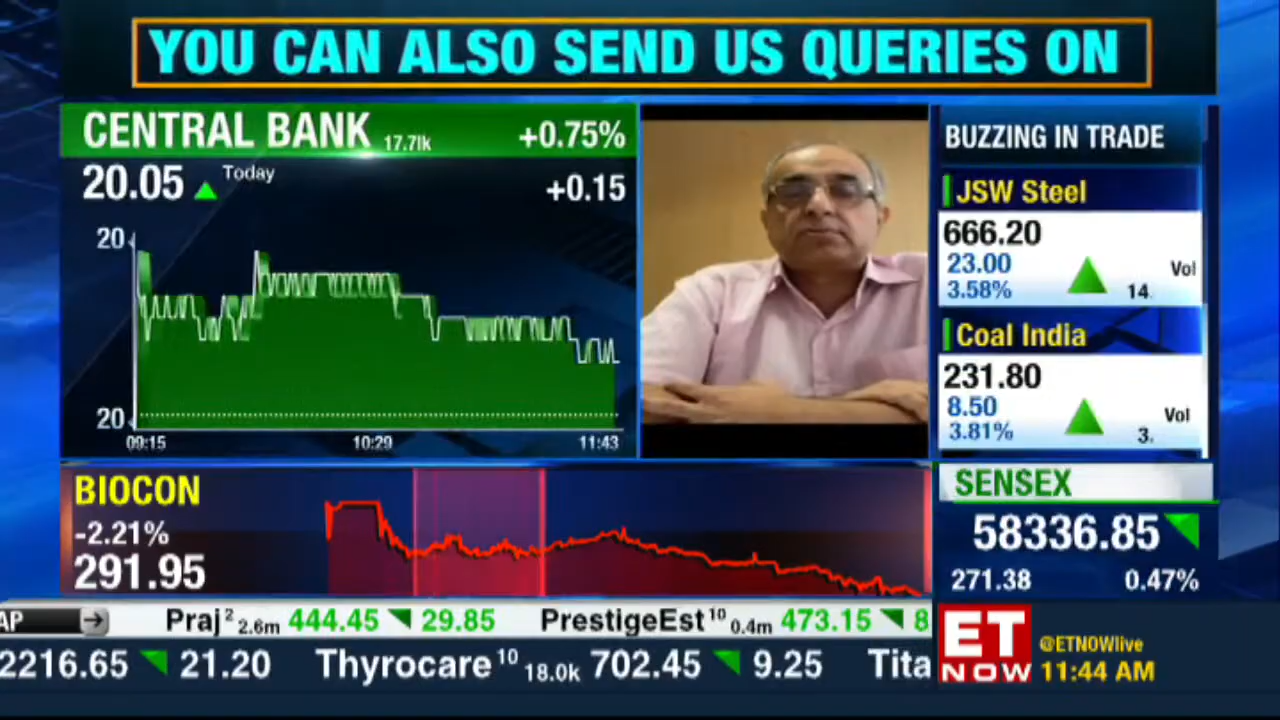 YOU CAN ALSO SEND US QUERIES ON
CENTRAL BANK 17.71k +0.75%
20.05 Today +0.15
20
20
09:15 10:29 11:43
BUZZING IN TRADE
JSW Steel
666.20
23.00 Vol
3.58% 14.
Coal India
231.80
8.50 Vol
3.81% 3.
BIOCON
-2.21%
291.95
SENSEX
58336.85
271.38 0.47%
AP Praj 2 2.6m 444.45 29.85 PrestigeEst 10 0.4m 473.15 8
2216.65 21.20 Thyrocare 10 18.0k 702.45 9.25 Tita
ET
NOW
@ETNOWlive
11:44 AM